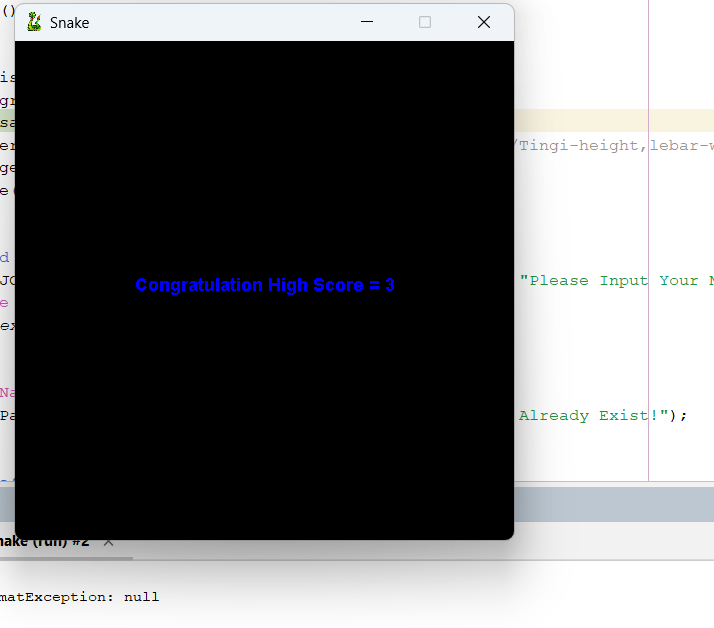 ()
Snake
is
gr
sa
er /Tingi-height,lebar-w
ge
e(
d
JO "Please Input Your N
e
ex
Congratulation High Score = 3
Na
Pa Already Exist!");
nake (run) #2 ×
matException: null